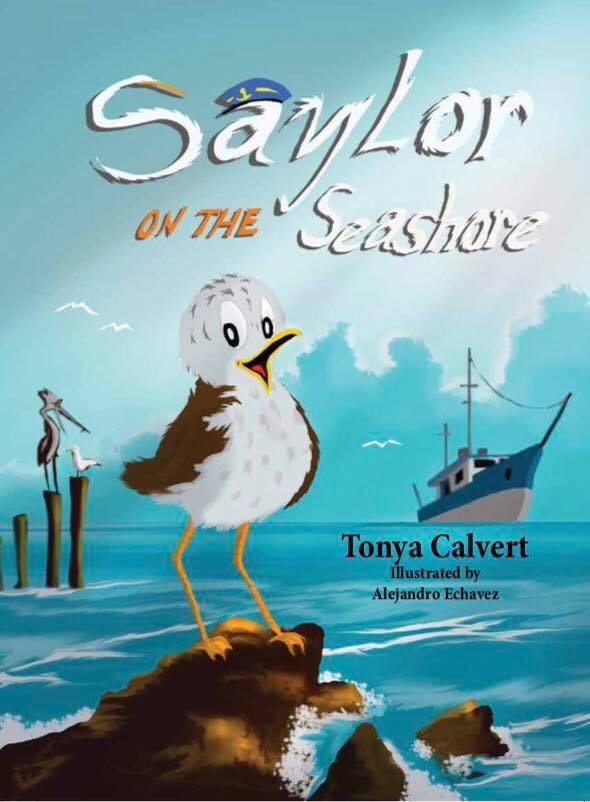 SayLor
ON THE Seashore
Tonya Calvert
Illustrated by
Alejandro Echavez